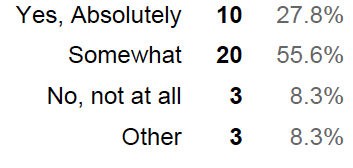 Yes, Absolutely 10 27.8%
Somewhat 20 55.6%
No, not at all 3 8.3%
Other 3 8.3%